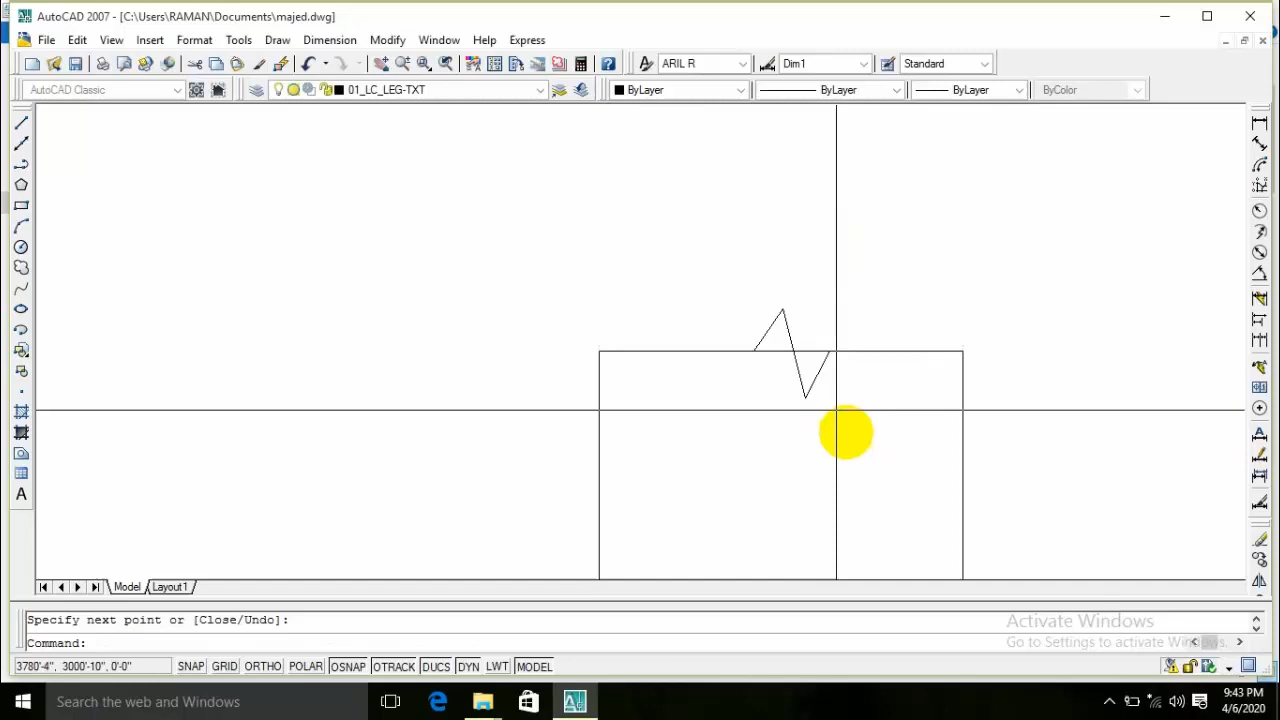 AutoCAD 2007 - [C:\Users\RAMAN\Documents\majed.dwg]
File Edit View Insert Format Tools Draw Dimension Modify Window Help Express
ARIL R Dim1 Standard
AutoCAD Classic 01_LC_LEG-TXT ByLayer ByLayer ByLayer ByColor
A
Model Layout1
Specify next point or [Close/Undo]:
Command:
Activate Windows
Go to Settings to activate Windows.
3780'-4", 3000'-10", 0'-0" SNAP GRID ORTHO POLAR OSNAP OTRACK DUCS DYN LWT MODEL
Search the web and Windows
9:43 PM
4/6/2020